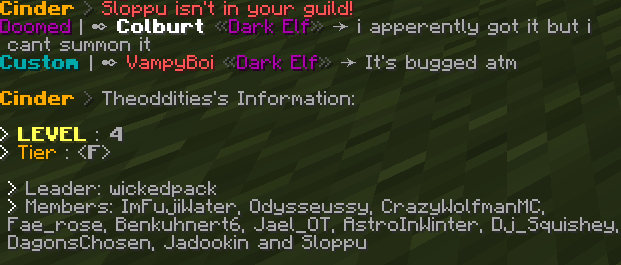 Cinder > Sloppu isn't in your guild!
Doomed | ➺ Colburt «Dark Elf» → i apperently got it but i
cant summon it
Custom | ➺ VampyBoi «Dark Elf» → It's bugged atm
Cinder > Theoddities's Information:
> LEVEL : 4
> Tier : <F>
> Leader: wickedpack
> Members: ImFujiWater, Odysseussy, CrazyWolfmanMC,
Fae_rose, Benkuhnert6, Jael_OT, AstroInWinter, DJ_Squishey,
DagonsChosen, Jadookin and Sloppu